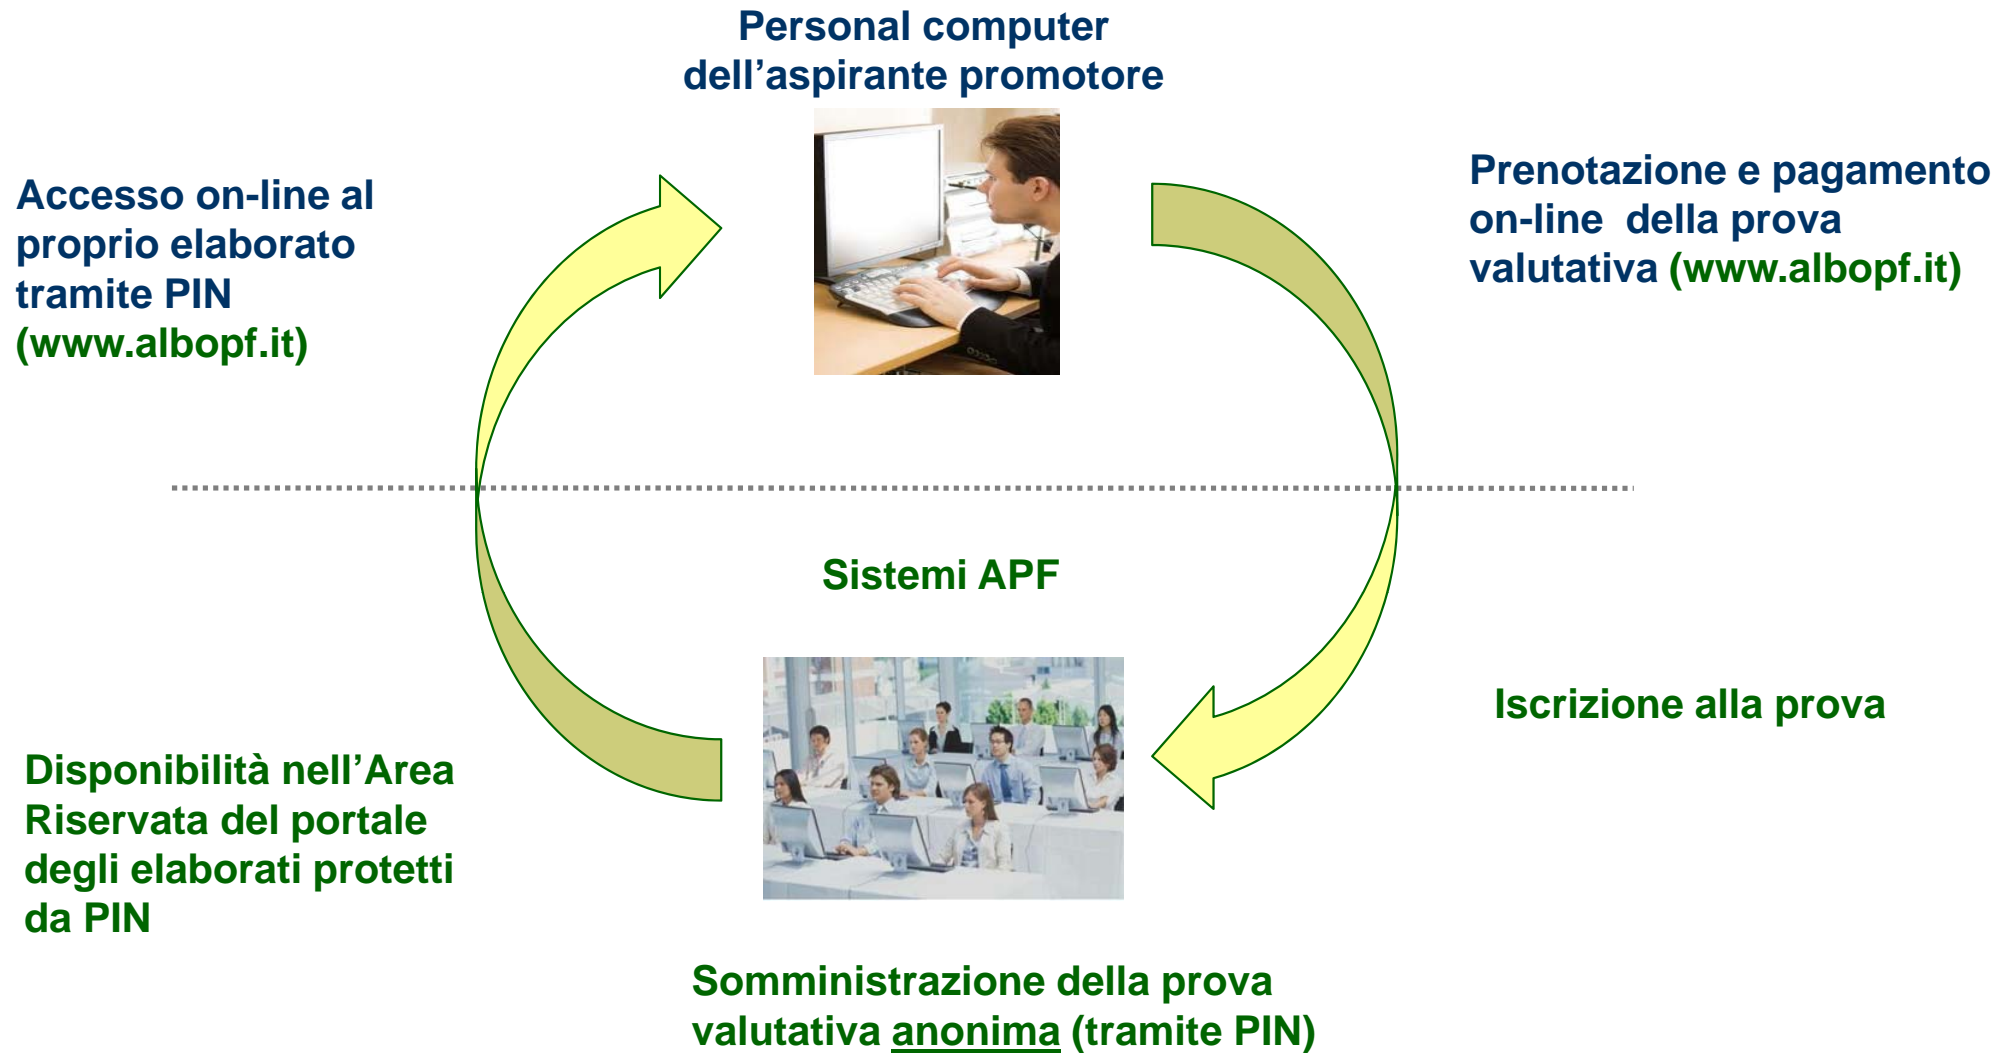 Personal computer
dell’aspirante promotore
Accesso on-line al
proprio elaborato
tramite PIN
(www.albopf.it)
Prenotazione e pagamento
on-line della prova
valutativa (www.albopf.it)
Sistemi APF
Iscrizione alla prova
Disponibilità nell’Area
Riservata del portale
degli elaborati protetti
da PIN
Somministrazione della prova
valutativa anonima (tramite PIN)